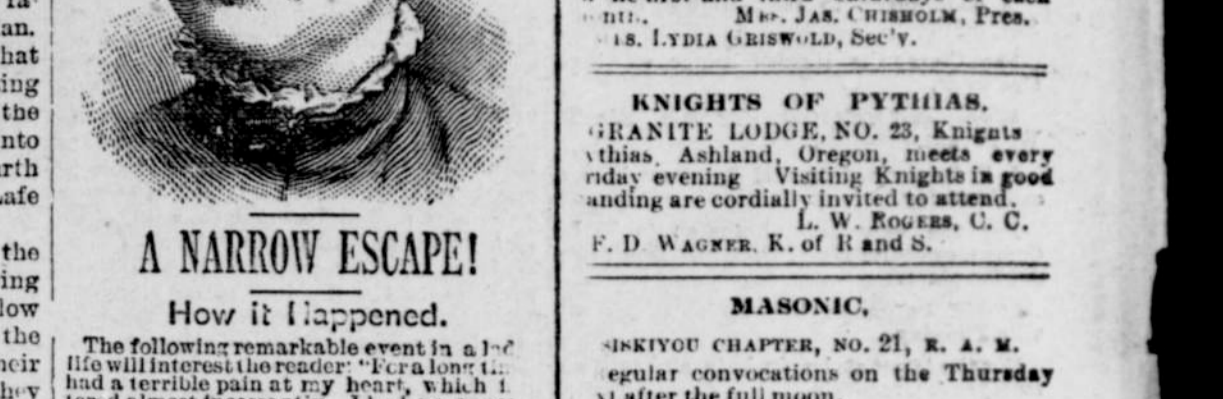 an.
hat
ing
the
nto
rth
the
ing
low
the
A NARROW ESCAPE!
How it Happened.
The following remarkable event in a
life will interest the reader: "For a long
had a terrible pain at my heart, which
MRS. JAS. CHISHOLM, Pres.
LYDIA GRISWOLD, Sec'y.
KNIGHTS OF PYTHIAS.
GRANITE LODGE, NO. 23, Knights
thias, Ashland, Oregon, meets every
riday evening Visiting Knights in good
anding are cordially invited to attend.
L. W. ROGERS, C. C.
F. D. WAGNER. K. of R and S.
MASONIC,
SISKIYOU CHAPTER, NO. 21, R. A. M.
egular convocations on the Thursday
after the full moon